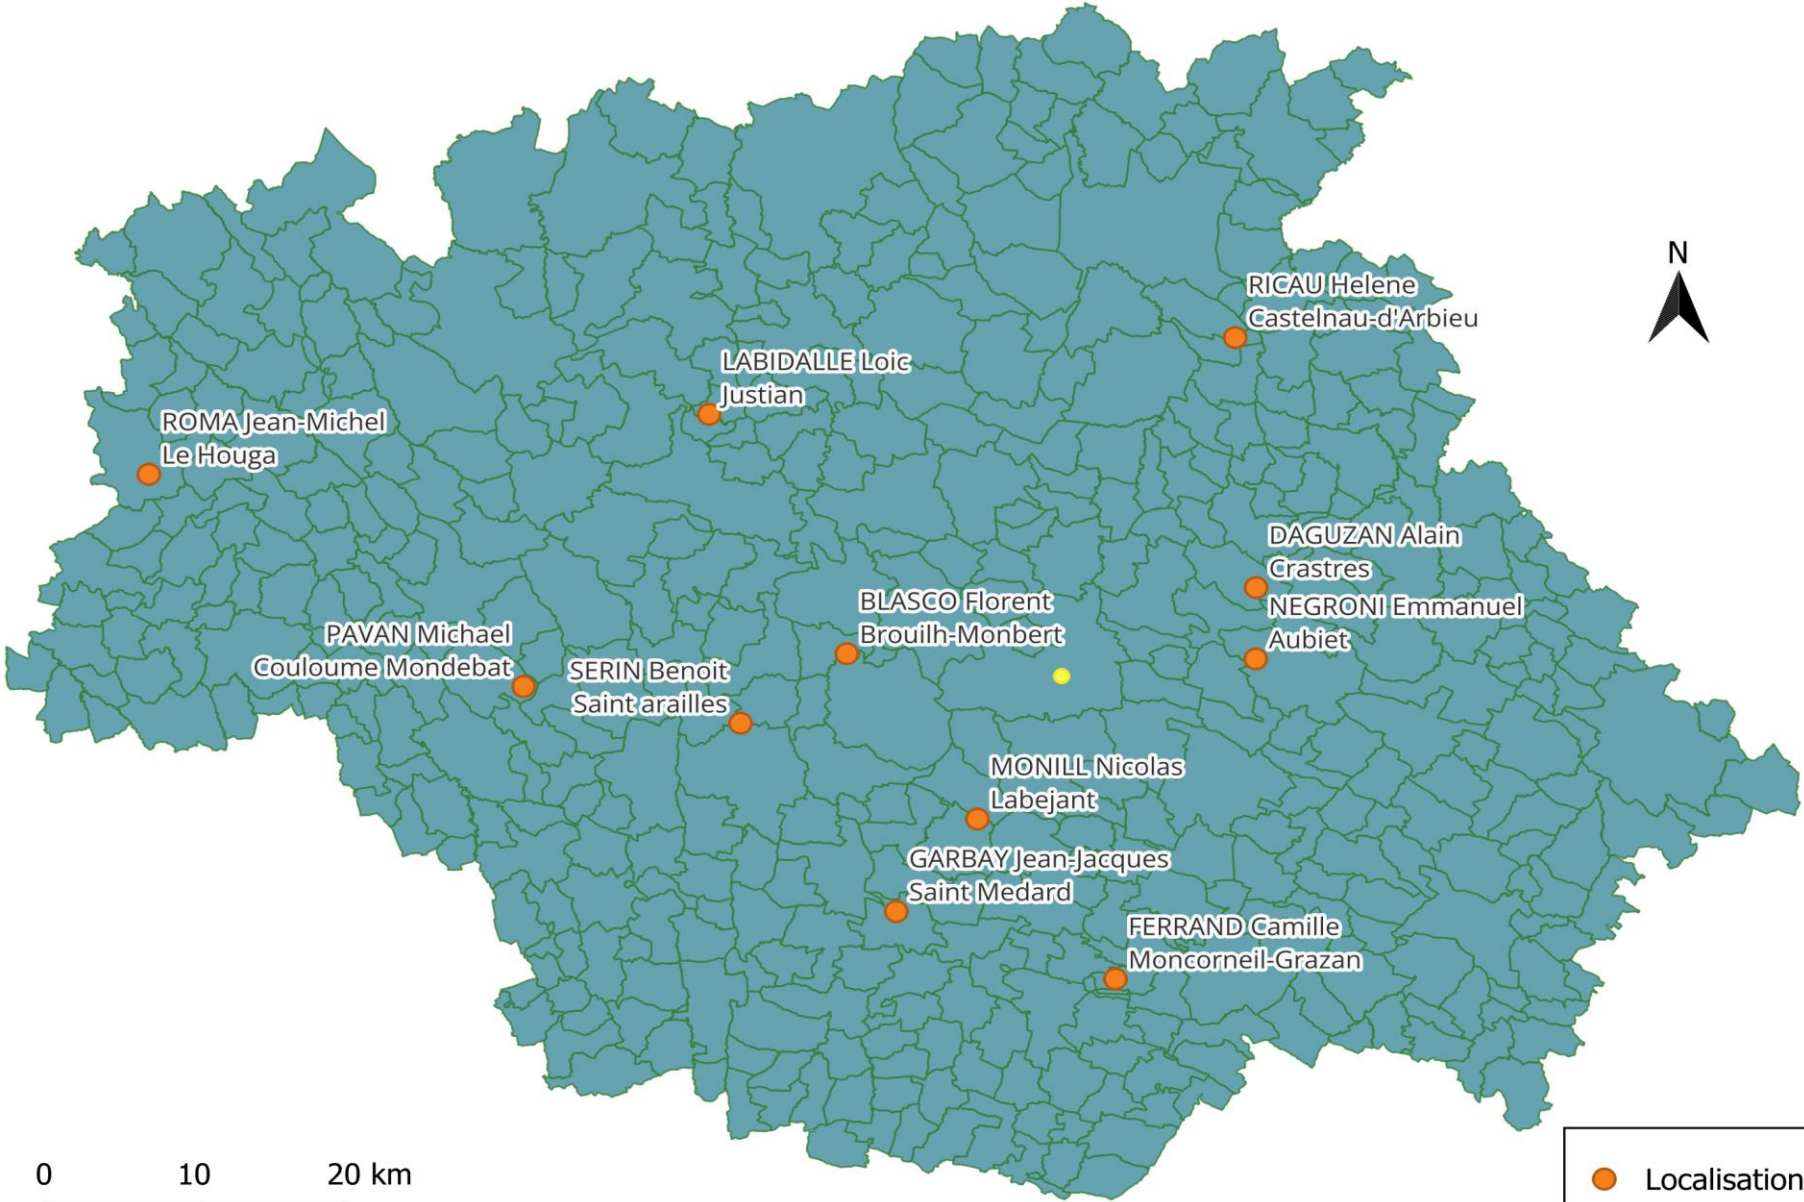 N
RICAU Helene
Castelnau-d'Arbieu
LABIDALLE Loic
Justian
ROMA Jean-Michel
Le Houga
DAGUZAN Alain
Crastres
BLASCO Florent
Brouilh-Monbert
NEGRONI Emmanuel
Aubiet
PAVAN Michael
Couloume Mondebat
SERIN Benoit
Saint arailles
MONILL Nicolas
Labejant
GARBAY Jean-Jacques
Saint Medard
FERRAND Camille
Moncorneil-Grazan
0 10 20 km
Localisation